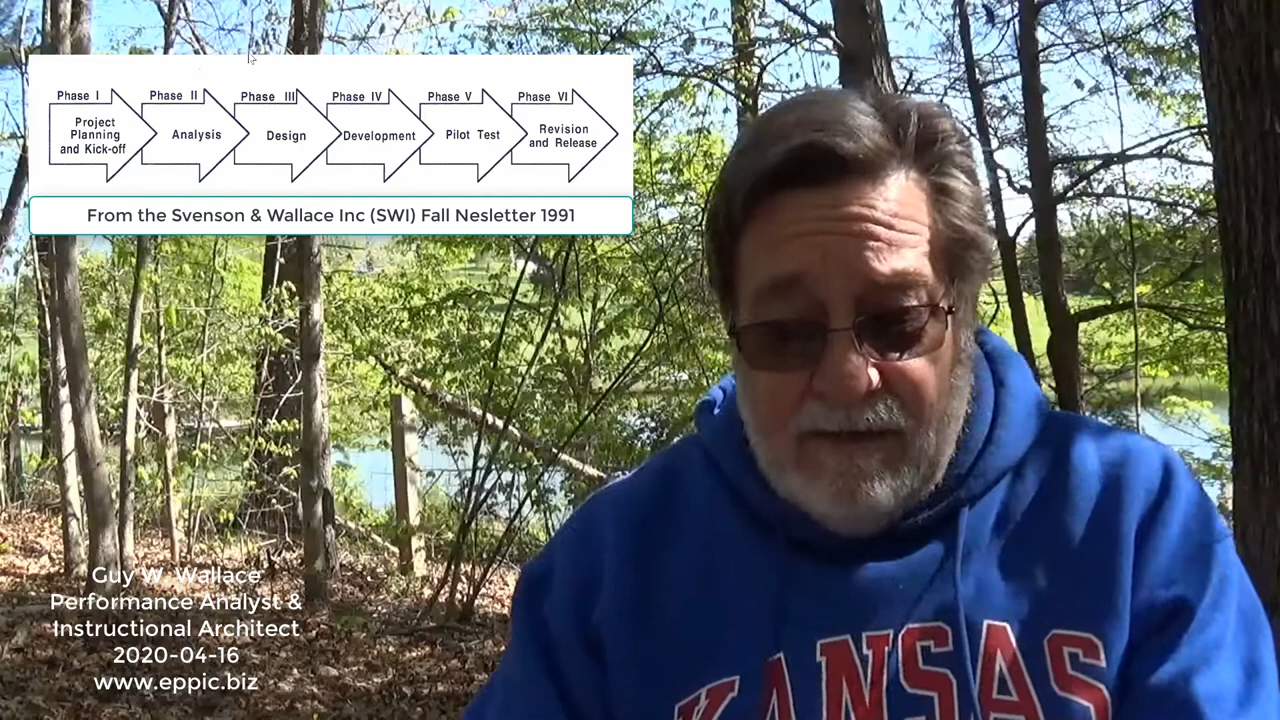 Phase I
Project
Planning
and Kick-off
Phase II
Analysis
Phase III
Design
Phase IV
Development
Phase V
Pilot Test
Phase VI
Revision
and Release
From the Svenson & Wallace Inc (SWI) Fall Nesletter 1991
Guy W. Wallace
Performance Analyst &
Instructional Architect
2020-04-16
www.eppic.biz
KANSAS